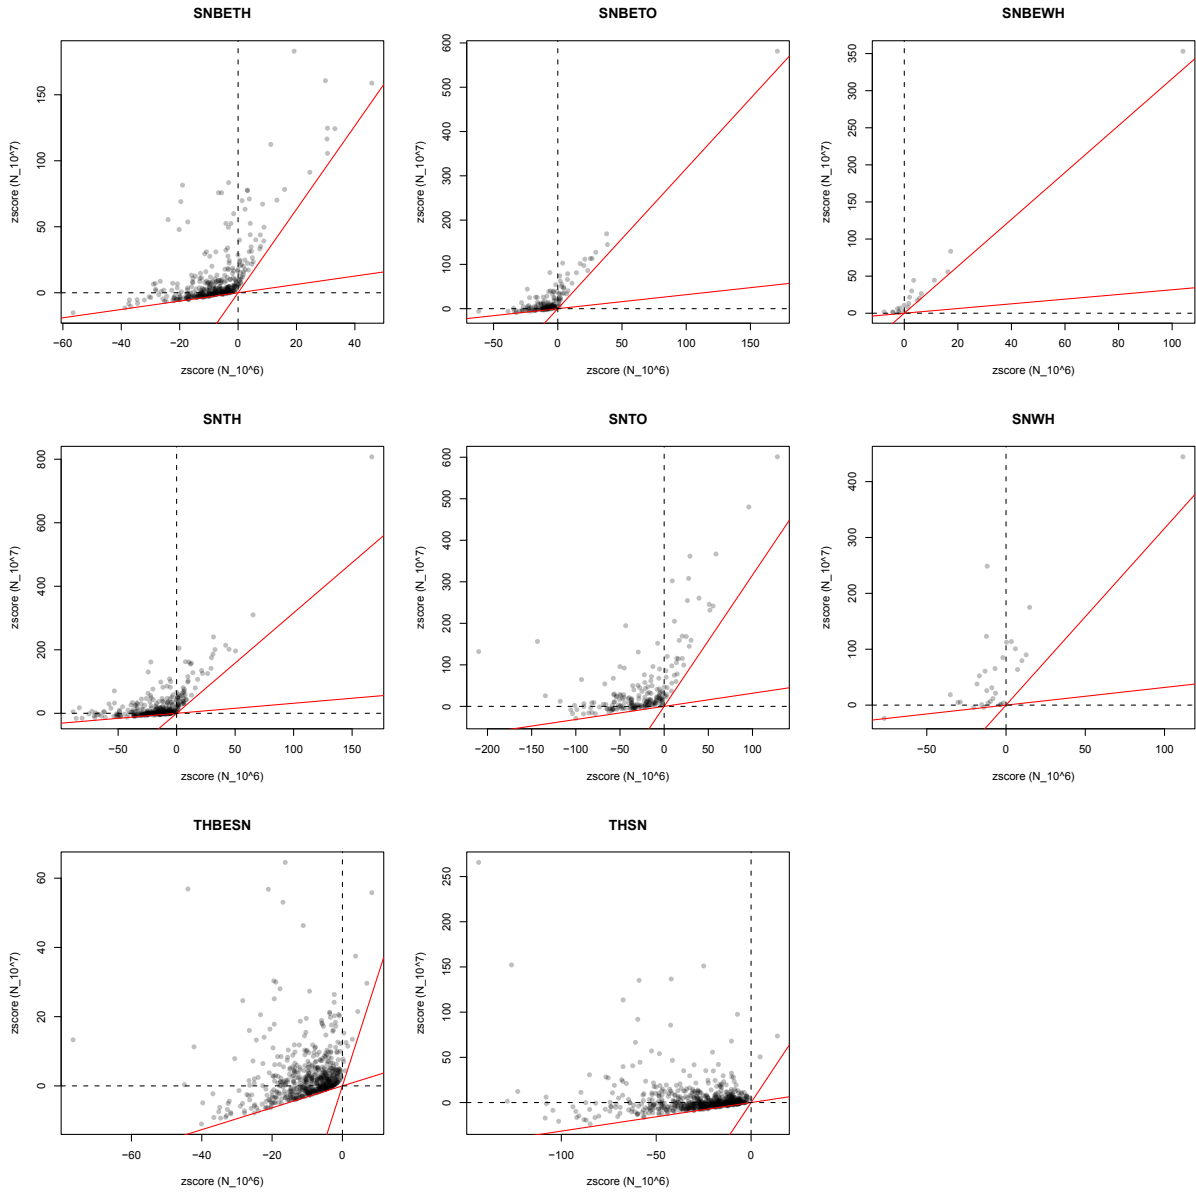 SNBETH
zscore (N_10^7)
0 50 100 150
−60 −40 −20 0 20 40
zscore (N_10^6)
SNBETO
zscore (N_10^7)
0 100 200 300 400 500 600
−50 0 50 100 150
zscore (N_10^6)
SNBEWH
zscore (N_10^7)
0 50 100 150 200 250 300 350
0 20 40 60 80 100
zscore (N_10^6)
SNTH
zscore (N_10^7)
0 200 400 600 800
−50 0 50 100 150
zscore (N_10^6)
SNTO
zscore (N_10^7)
0 100 200 300 400 500 600
−200 −150 −100 −50 0 50 100
zscore (N_10^6)
SNWH
zscore (N_10^7)
0 100 200 300 400
−50 0 50 100
zscore (N_10^6)
THBESN
zscore (N_10^7)
0 20 40 60
−60 −40 −20 0
zscore (N_10^6)
THSN
zscore (N_10^7)
0 50 100 150 200 250
−100 −50 0
zscore (N_10^6)